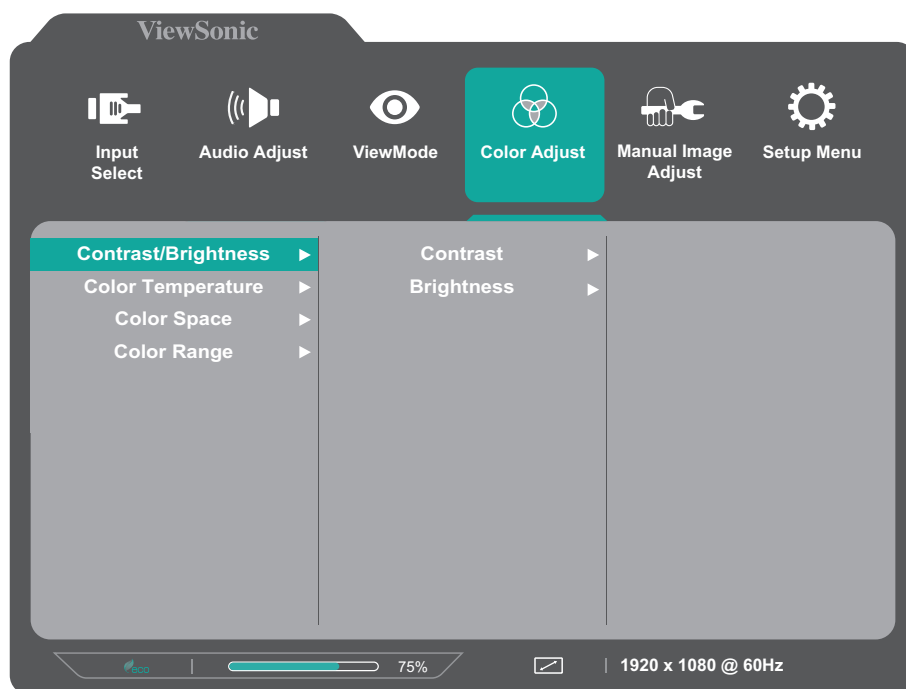 ViewSonic
Input Select
Audio Adjust
ViewMode
Color Adjust
Manual Image Adjust
Setup Menu
Contrast/Brightness
Contrast
Color Temperature
Brightness
Color Space
Color Range
eco
75%
1920 x 1080 @ 60Hz